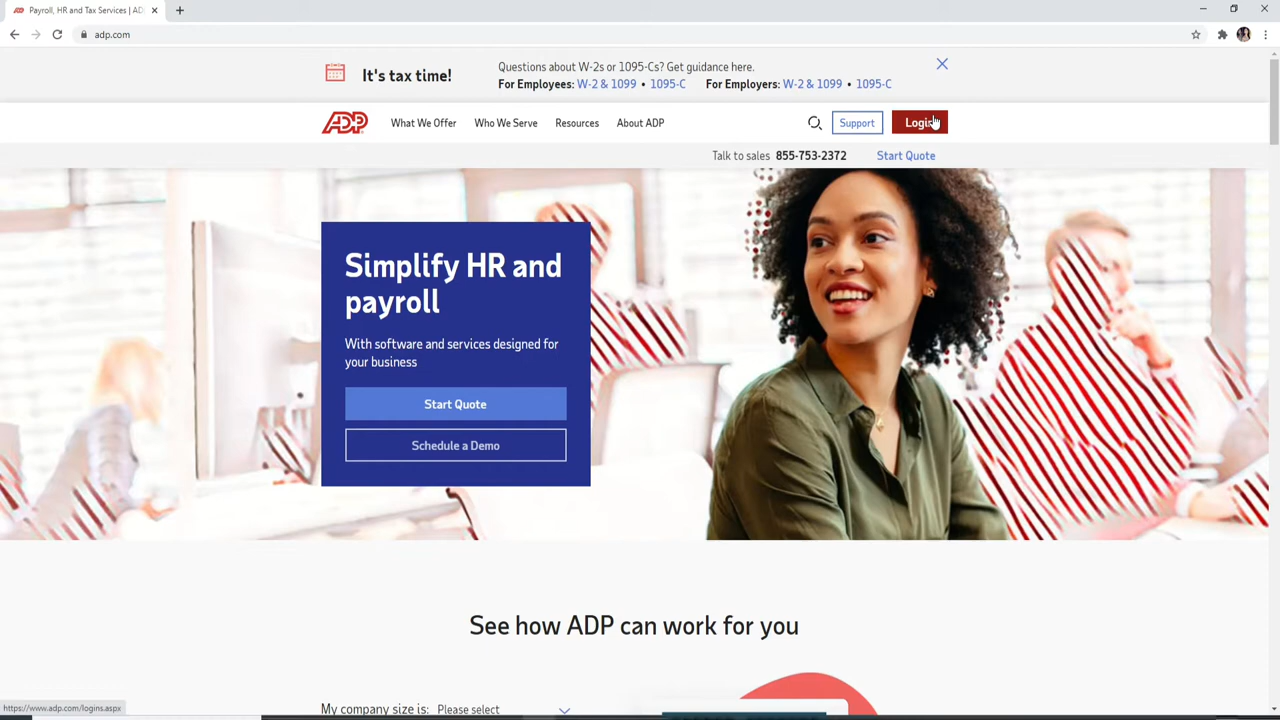 Payroll, HR and Tax Services | AD
adp.com
It's tax time!
Questions about W-2s or 1095-Cs? Get guidance here.
For Employees: W-2 & 1099 • 1095-C For Employers: W-2 & 1099 • 1095-C
ADP What We Offer Who We Serve Resources About ADP Support Login
Talk to sales 855-753-2372 Start Quote
Simplify HR and
payroll
With software and services designed for
your business
Start Quote
Schedule a Demo
See how ADP can work for you
My company size is: Please select
https://www.adp.com/logins.aspx